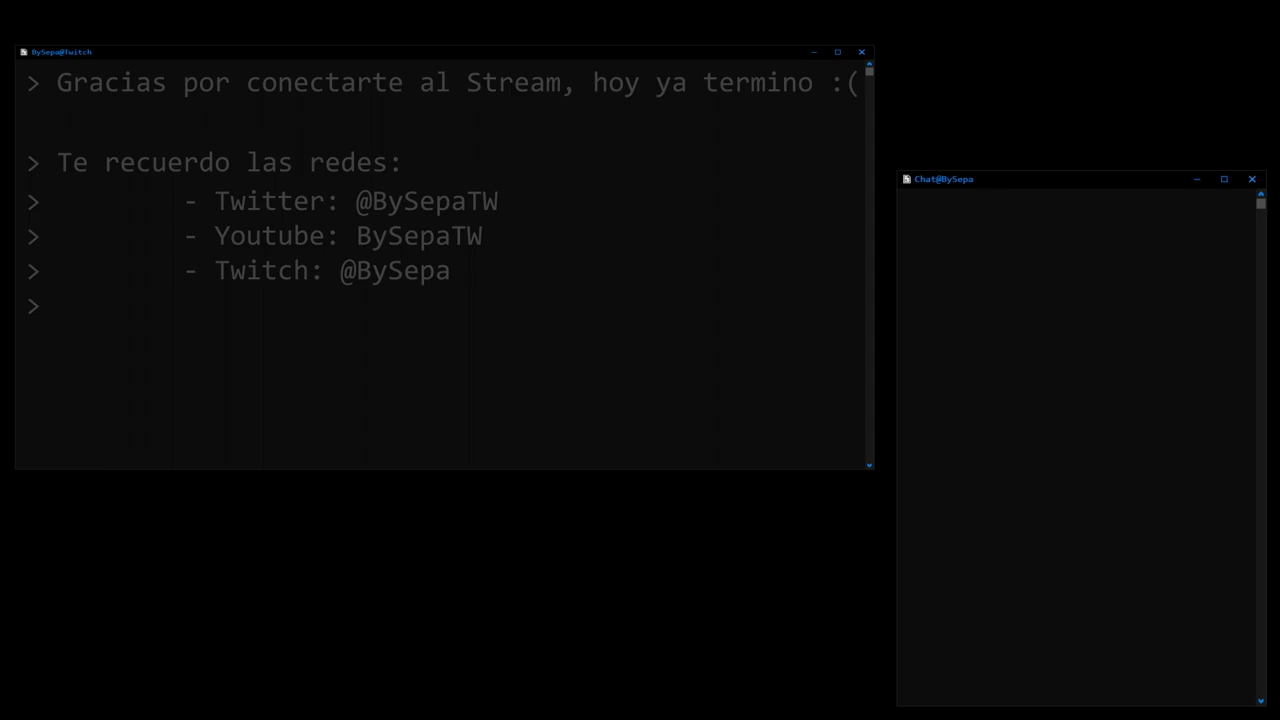 BySepa@Twitch
> Gracias por conectarte al Stream, hoy ya termino :(
> Te recuerdo las redes:
> - Twitter: @BySepaTW
> - Youtube: BySepaTW
> - Twitch: @BySepa
>
Chat@BySepa